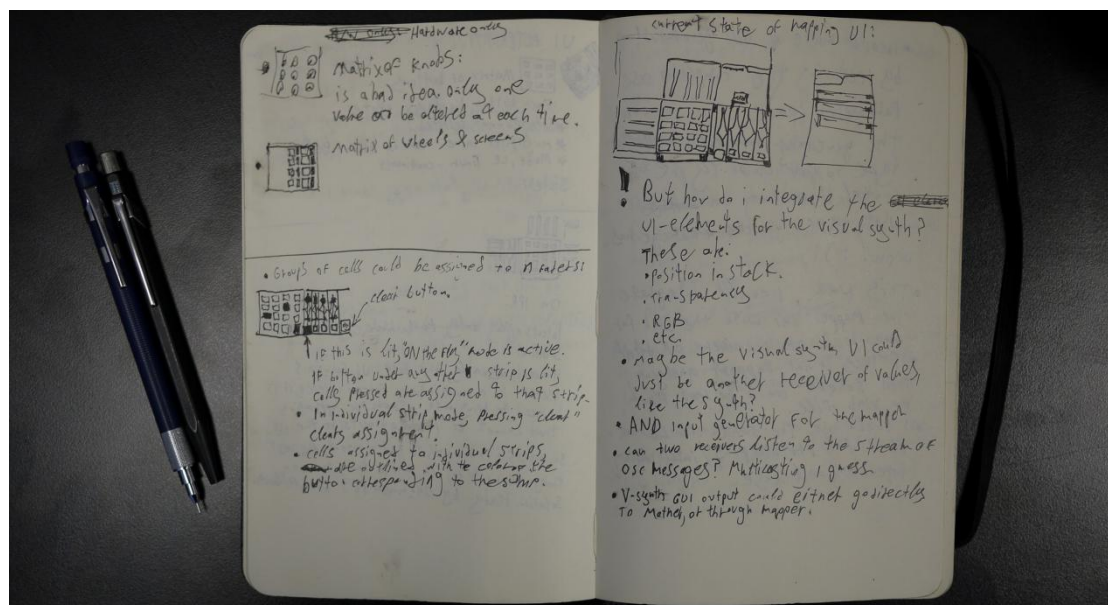 Hardware only
Matrix of knobs:
is a bad idea, only one
value can be altered at each time.
Matrix of wheels & screens
• Groups of cells could be assigned to n faders:
clear button.
IF this is lit, "ON the Fly" mode is active.
IF button under any other strip is lit,
cells pressed are assigned to that strip.
• In individual strip mode, pressing "clear"
clears assignment.
• cells assigned to individual strips,
are outlined with the color of the
button corresponding to the
current state of mapping UI:
! But how do i integrate the
UI-elements for the visual synth?
These are:
• position in stack.
• Transparency
• RGB
• etc.
• maybe the visual synth UI could
just be another receiver of values,
like the synth?
• AND input generator for the mapper
• can two receivers listen to the stream of
osc messages? Multicasting i guess.
• V-synth GUI output could either go directly
To Mother, or through mapper.